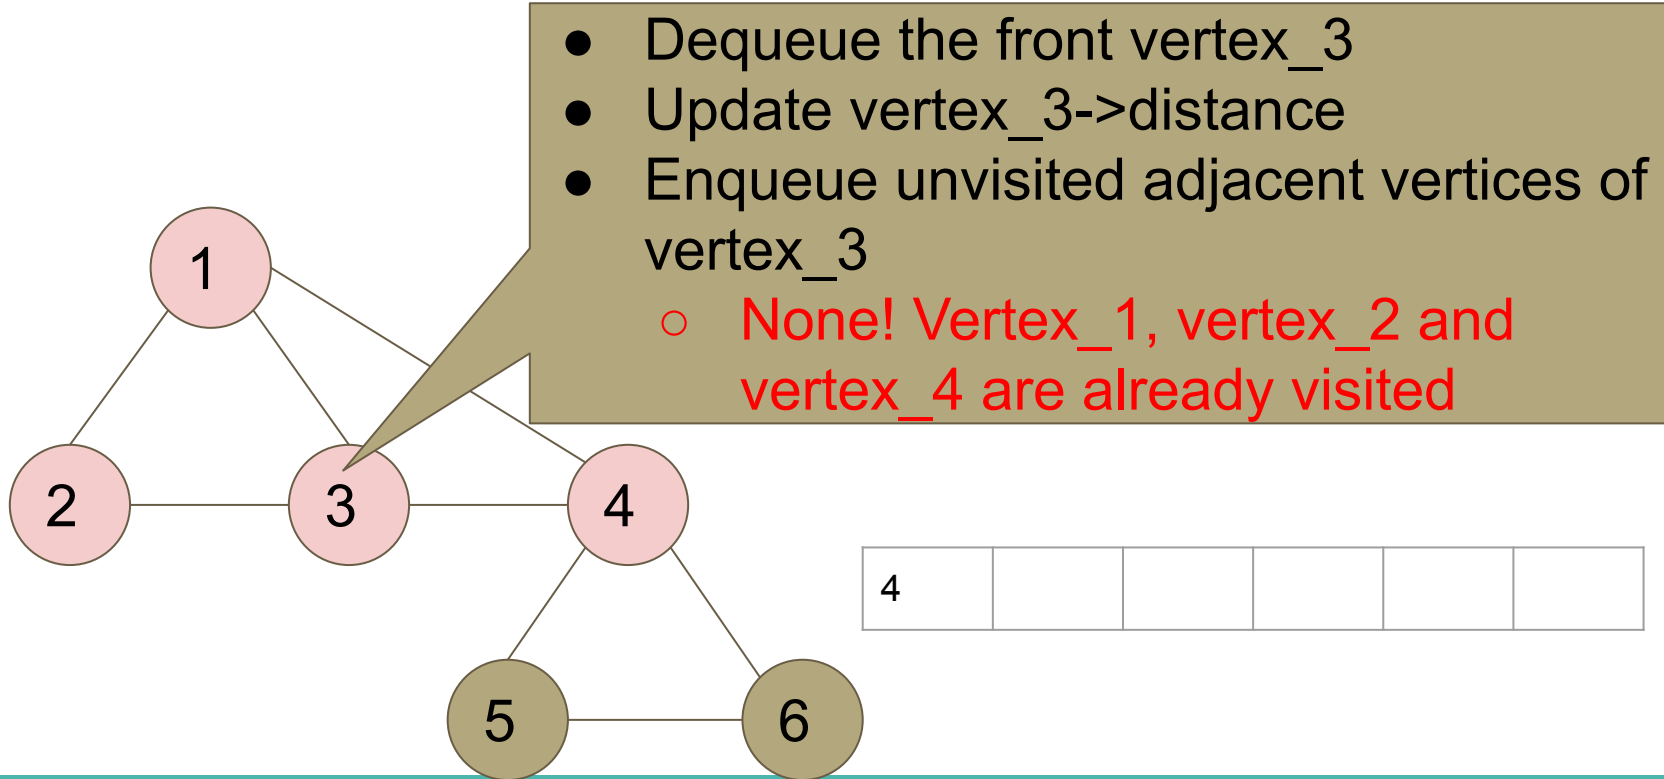 ● Dequeue the front vertex_3
● Update vertex_3->distance
● Enqueue unvisited adjacent vertices of
vertex_3
○ None! Vertex_1, vertex_2 and
vertex_4 are already visited
1
2
3
4
4
5
6